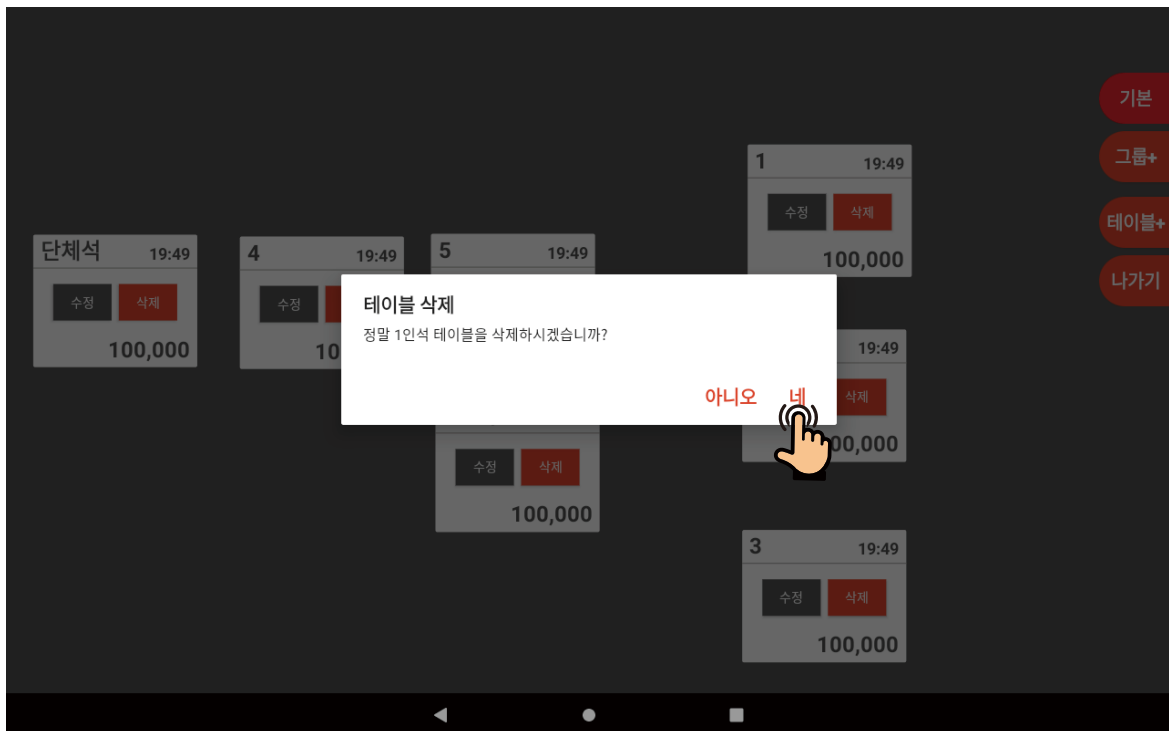 기본
그룹+
테이블+
나가기
1 19:49
수정 삭제
100,000
단체석 19:49
수정 삭제
100,000
4 19:49
수정
10
5 19:49
테이블 삭제
정말 1인석 테이블을 삭제하시겠습니까?
아니오 네
19:49
삭제
00,000
수정 삭제
100,000
3 19:49
수정 삭제
100,000